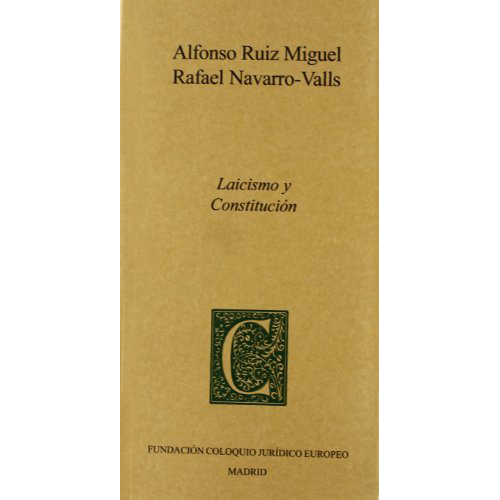 Alfonso Ruiz Miguel
Rafael Navarro-Valls
Laicismo y
Constitución
C
FUNDACIÓN COLOQUIO JURÍDICO EUROPEO
MADRID